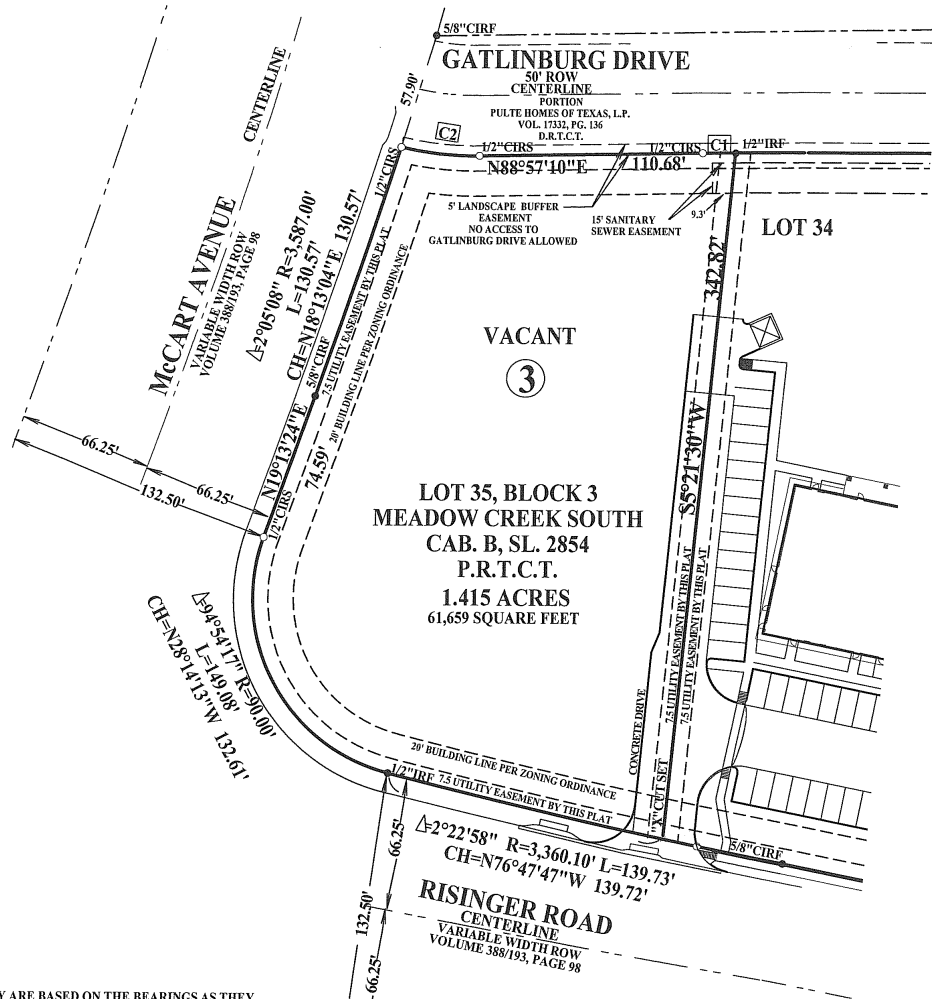 5/8"CIRF
GATLINBURG DRIVE
50' ROW
CENTERLINE
PORTION
PULTE HOMES OF TEXAS, L.P.
VOL. 17332, PG. 136
D.R.T.C.T.
CENTERLINE
57.90'
C2
1/2"CIRS
1/2"CIRS
1/2"CIRS
C1
1/2"IRF
N88°57'10"E 110.68'
5' LANDSCAPE BUFFER
EASEMENT
NO ACCESS TO
GATLINBURG DRIVE ALLOWED
15' SANITARY
SEWER EASEMENT
9.3'
LOT 34
McCART AVENUE
VARIABLE WIDTH ROW
VOLUME 388/193, PAGE 98
Δ=2°05'08" R=3,587.00'
L=130.57'
CH=N18°13'04"E 130.57'
7.5 UTILITY EASEMENT BY THIS PLAT
20' BUILDING LINE PER ZONING ORDINANCE
5/8"CIRF
342.82'
S5°21'30"W
VACANT
3
66.25'
66.25'
132.50'
N19°13'24"E
74.59'
1/2"CIRS
LOT 35, BLOCK 3
MEADOW CREEK SOUTH
CAB. B, SL. 2854
P.R.T.C.T.
1.415 ACRES
61,659 SQUARE FEET
Δ=94°54'17" R=90.00'
L=149.08'
CH=N28°14'13"W 132.61'
7.5 UTILITY EASEMENT BY THIS PLAT
7.5 UTILITY EASEMENT BY THIS PLAT
CONCRETE DRIVE
"X"CUT SET
20' BUILDING LINE PER ZONING ORDINANCE
1/2"IRF
7.5 UTILITY EASEMENT BY THIS PLAT
5/8"CIRF
Δ=2°22'58" R=3,360.10' L=139.73'
CH=N76°47'47"W 139.72'
66.25'
132.50'
66.25'
RISINGER ROAD
CENTERLINE
VARIABLE WIDTH ROW
VOLUME 388/193, PAGE 98
Y ARE BASED ON THE BEARINGS AS THEY